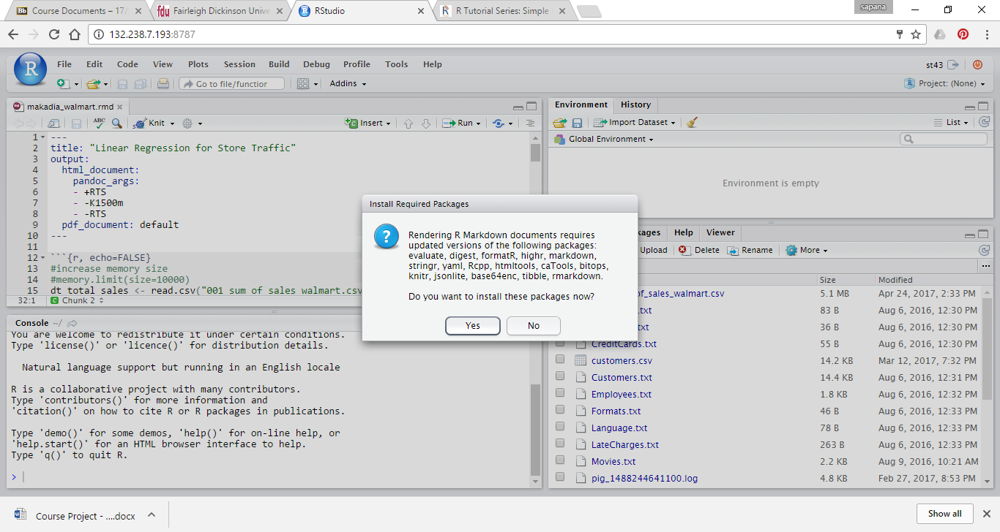 Bb Course Documents – 17/
fdu Fairleigh Dickinson Unive
RStudio
R Tutorial Series: Simple
sapana
132.238.7.193:8787
R
File Edit Code View Plots Session Build Debug Profile Tools Help
st43
Go to file/function
Addins
Project: (None)
makadia_walmart.rmd
ABC
Knit
Insert
Run
1 ---
2 title: "Linear Regression for Store Traffic"
3 output:
4 html_document:
5 pandoc_args:
6 - +RTS
7 - -K1500m
8 - -RTS
9 pdf_document: default
10 ---
11
12 ```{r, echo=FALSE}
13 #increase memory size
14 #memory.limit(size=10000)
15 dt_total_sales <- read.csv("001_sum_of_sales_walmart.csv
32:1 C Chunk 2
Console ~/
You are welcome to redistribute it under certain conditions.
Type 'license()' or 'licence()' for distribution details.
Natural language support but running in an English locale
R is a collaborative project with many contributors.
Type 'contributors()' for more information and
'citation()' on how to cite R or R packages in publications.
Type 'demo()' for some demos, 'help()' for on-line help, or
'help.start()' for an HTML browser interface to help.
Type 'q()' to quit R.
>
Environment History
Import Dataset
List
Global Environment
Environment is empty
Install Required Packages
?
Rendering R Markdown documents requires
updated versions of the following packages:
evaluate, digest, formatR, highr, markdown,
stringr, yaml, Rcpp, htmltools, caTools, bitops,
knitr, jsonlite, base64enc, tibble, rmarkdown.
Do you want to install these packages now?
Yes No
kages Help Viewer
Upload Delete Rename More
Size Modified
of_sales_walmart.csv 5.1 MB Apr 24, 2017, 2:33 PM
.txt 83 B Aug 6, 2016, 12:30 PM
xt 36 B Aug 6, 2016, 12:30 PM
CreditCards.txt 55 B Aug 6, 2016, 12:30 PM
customers.csv 14.2 KB Mar 12, 2017, 7:32 PM
Customers.txt 14.4 KB Aug 6, 2016, 12:31 PM
Employees.txt 1.8 KB Aug 6, 2016, 12:32 PM
Formats.txt 46 B Aug 6, 2016, 12:33 PM
Language.txt 78 B Aug 6, 2016, 12:33 PM
LateCharges.txt 263 B Aug 6, 2016, 12:33 PM
Movies.txt 2.2 KB Aug 9, 2016, 10:21 AM
pig_1488244641100.log 4.8 KB Feb 27, 2017, 8:53 PM
Course Project - ....docx
Show all